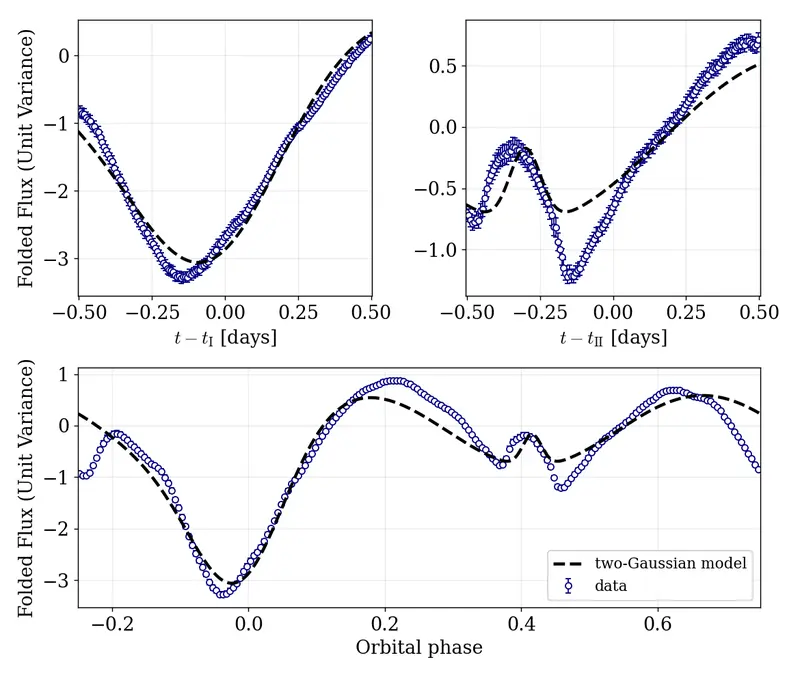 Folded Flux (Unit Variance)
0
−1
−2
−3
−0.50 −0.25 0.00 0.25 0.50
t − t_I [days]
0.5
0.0
−0.5
−1.0
−0.50 −0.25 0.00 0.25 0.50
t − t_II [days]
Folded Flux (Unit Variance)
1
0
−1
−2
−3
two-Gaussian model
data
−0.2 0.0 0.2 0.4 0.6
Orbital phase